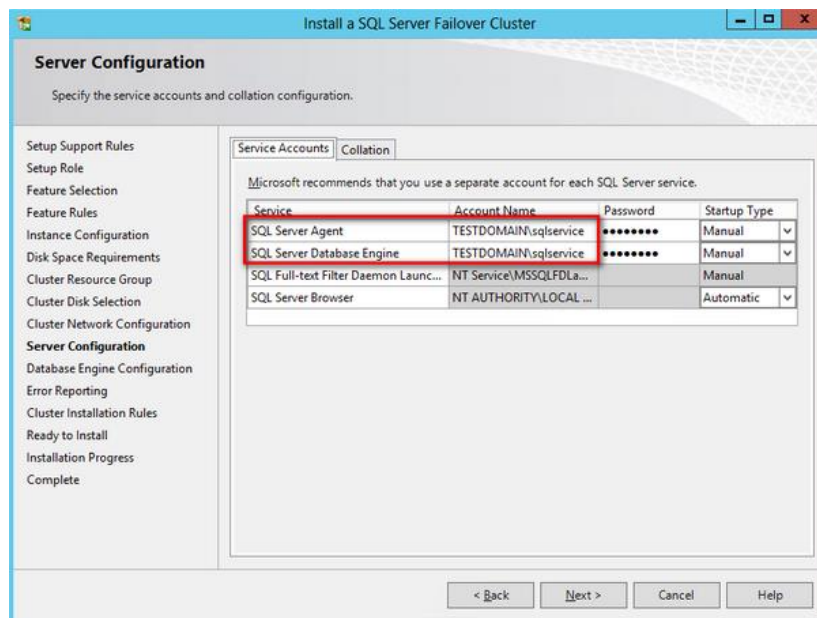 Install a SQL Server Failover Cluster
Server Configuration
Specify the service accounts and collation configuration.
Setup Support Rules
Setup Role
Feature Selection
Feature Rules
Instance Configuration
Disk Space Requirements
Cluster Resource Group
Cluster Disk Selection
Cluster Network Configuration
Server Configuration
Database Engine Configuration
Error Reporting
Cluster Installation Rules
Ready to Install
Installation Progress
Complete
Service Accounts Collation
Microsoft recommends that you use a separate account for each SQL Server service.
Service Account Name Password Startup Type
SQL Server Agent TESTDOMAIN\sqlservice ●●●●●●●● Manual
SQL Server Database Engine TESTDOMAIN\sqlservice ●●●●●●●● Manual
SQL Full-text Filter Daemon Launc... NT Service\MSSQLFDLa... Manual
SQL Server Browser NT AUTHORITY\LOCAL ... Automatic
< Back Next > Cancel Help